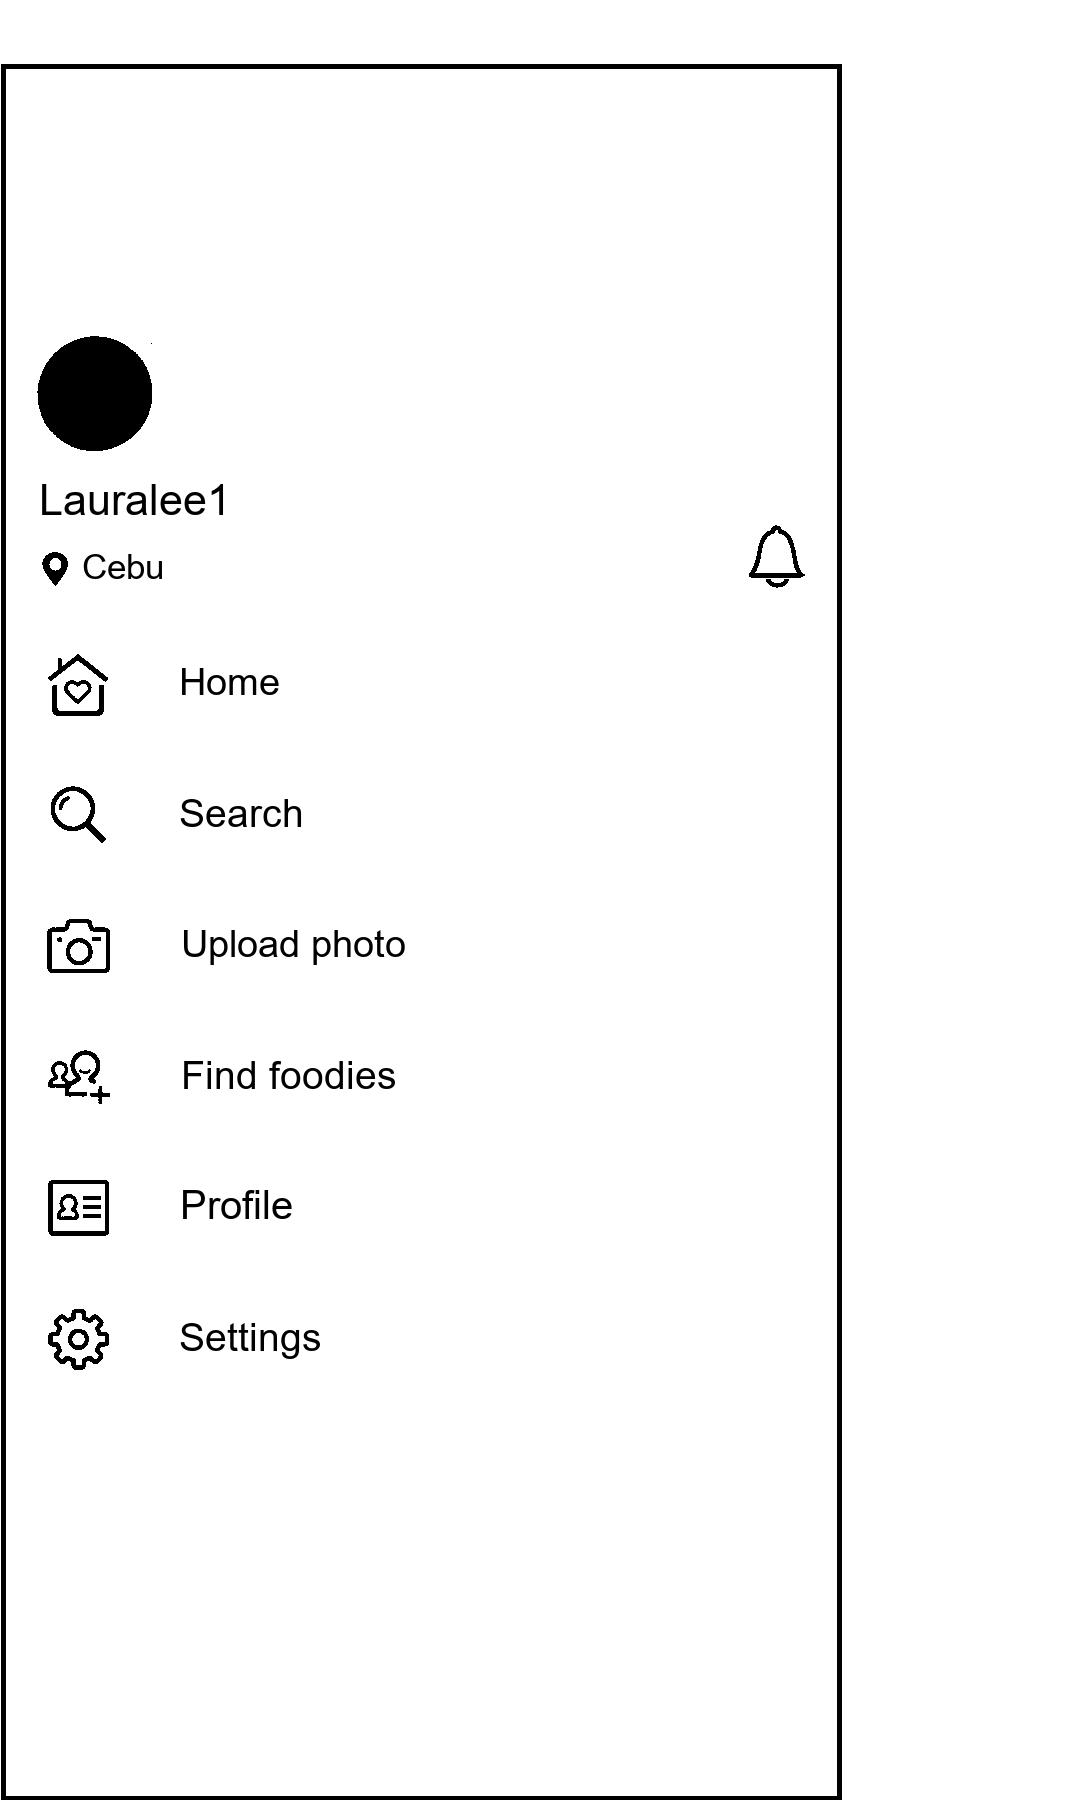 Lauralee1
Cebu
Home
Search
Upload photo
Find foodies
Profile
Settings